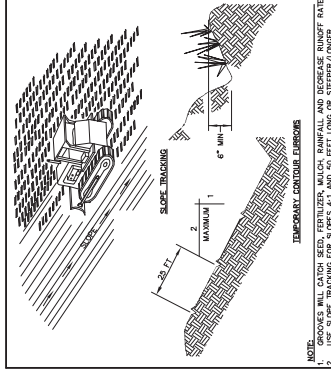 SLOPE
SLOPE TRACKING
25 FT
2
MAXIMUM
1
6" MIN
TEMPORARY CONTOUR FURROWS
NOTE:
1. GROOVES WILL CATCH SEED, FERTILIZER, MULCH, RAINFALL AND DECREASE RUNOFF RATE
2. USE SLOPE TRACKING FOR SLOPES 4:1 AND 50 FEET LONG AND STEEPER/LONGER